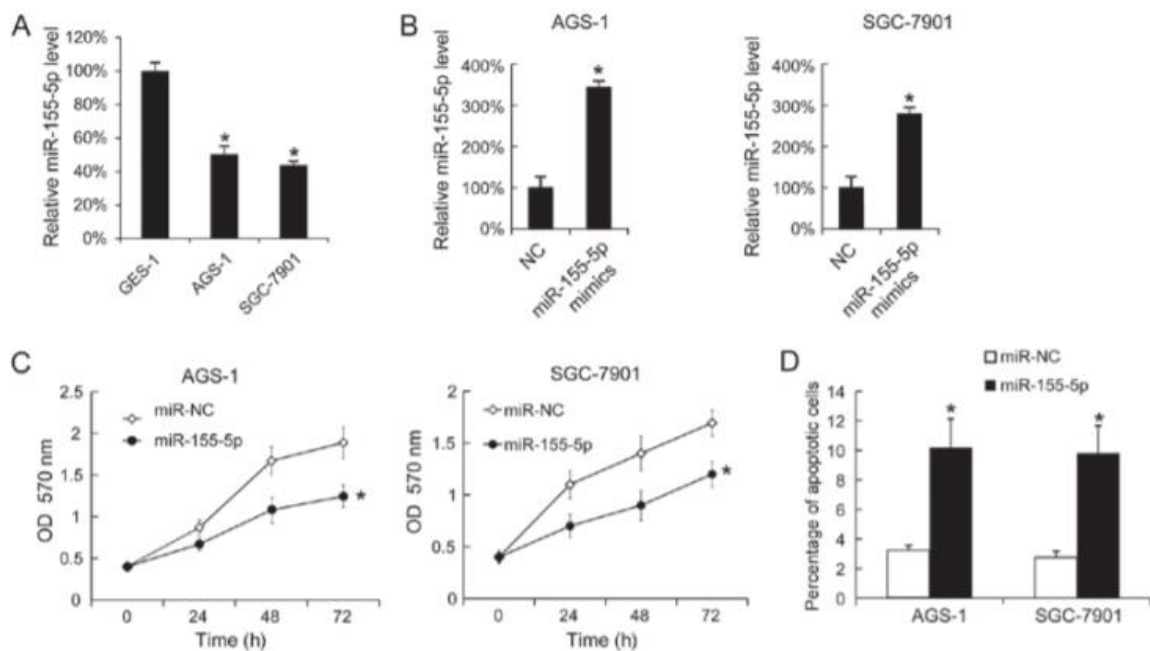 A
Relative miR-155-5p level
120%
100%
80%
60%
40%
20%
0%
*
*
GES-1
AGS-1
SGC-7901
B
AGS-1
Relative miR-155-5p level
400%
300%
200%
100%
0%
*
NC
miR-155-5p
mimics
SGC-7901
Relative miR-155-5p level
400%
300%
200%
100%
0%
*
NC
miR-155-5p
mimics
C
AGS-1
OD 570 nm
2.5
2
1.5
1
0.5
0
miR-NC
miR-155-5p
*
0 24 48 72
Time (h)
SGC-7901
OD 570 nm
2
1.5
1
0.5
0
miR-NC
miR-155-5p
*
0 24 48 72
Time (h)
D
miR-NC
miR-155-5p
Percentage of apoptotic cells
14
12
10
8
6
4
2
0
*
*
AGS-1 SGC-7901